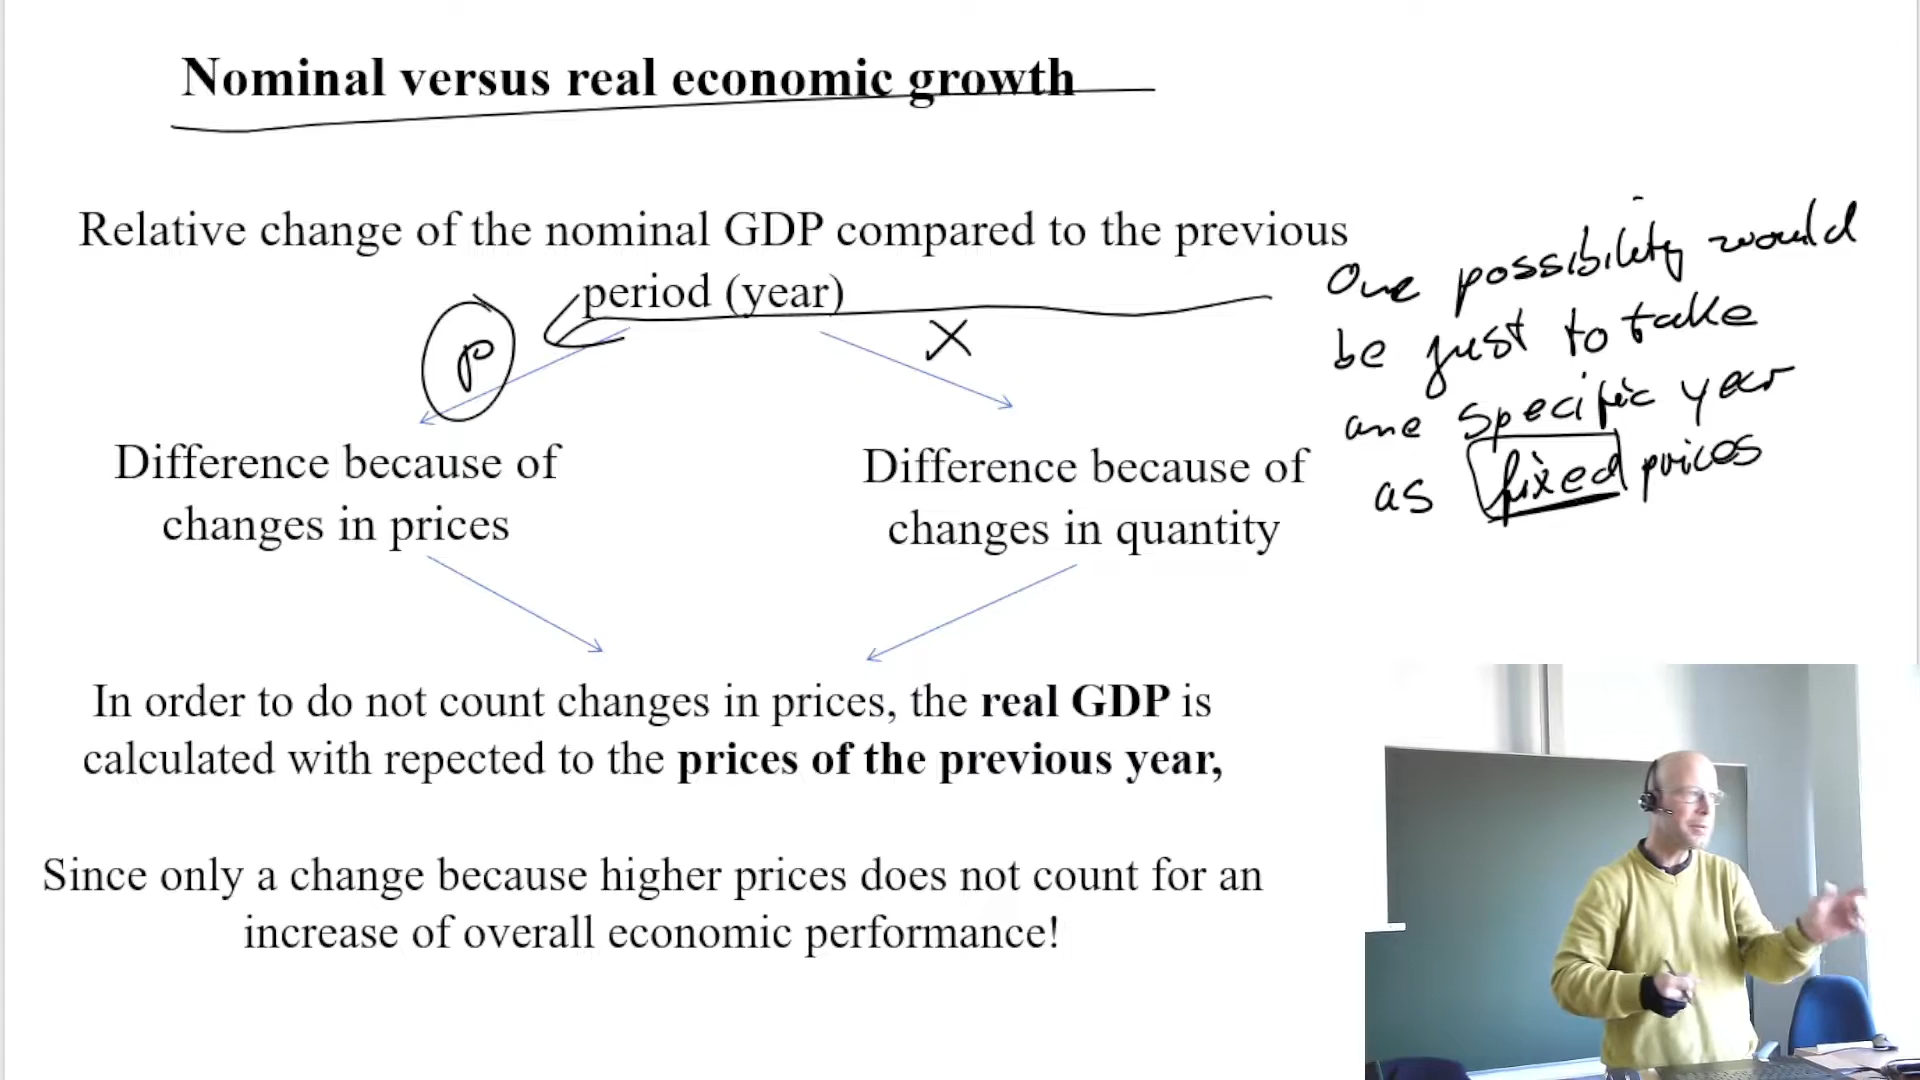 Nominal versus real economic growth
Relative change of the nominal GDP compared to the previous
period (year)
p
X
Difference because of
changes in prices
Difference because of
changes in quantity
In order to do not count changes in prices, the real GDP is
calculated with repected to the prices of the previous year,
Since only a change because higher prices does not count for an
increase of overall economic performance!
One possibility would
be just to take
one specific year
as fixed prices